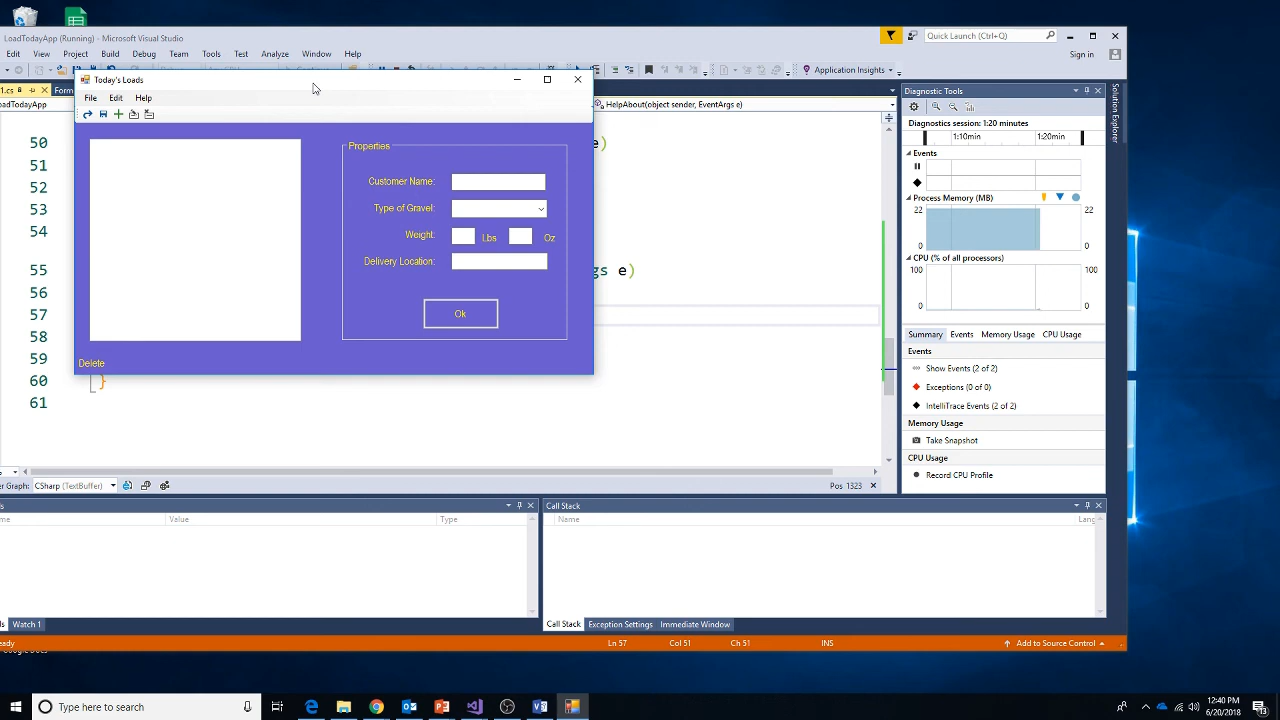 LoadTodayApp (Running) - Microsoft Visual Studio
Quick Launch (Ctrl+Q)
Edit View Project Build Debug Team Tools Test Analyze Window Help
Sign in
Application Insights
Today's Loads
1.cs
Form
File Edit Help
LoadTodayApp
HelpAbout(object sender, EventArgs e)
Diagnostic Tools
Solution Explorer
Diagnostics session: 1:20 minutes
1:10min 1:20min
Events
Process Memory (MB)
22 22
0 0
CPU (% of all processors)
100 100
0 0
Summary Events Memory Usage CPU Usage
Events
Show Events (2 of 2)
Exceptions (0 of 0)
IntelliTrace Events (2 of 2)
Memory Usage
Take Snapshot
CPU Usage
Record CPU Profile
Properties
Customer Name:
Type of Gravel:
Weight: Lbs Oz
Delivery Location:
Ok
Delete
50 e)
51
52
53
54
55 gs e)
56
57
58
59
60 }
61
er Graph: CSharp (TextBuffer) Pos 1323
Call Stack
Value Type
Name Lang
Watch 1
Call Stack Exception Settings Immediate Window
Ln 57 Col 51 Ch 51 INS
Add to Source Control
Type here to search
12:40 PM
6/20/2018